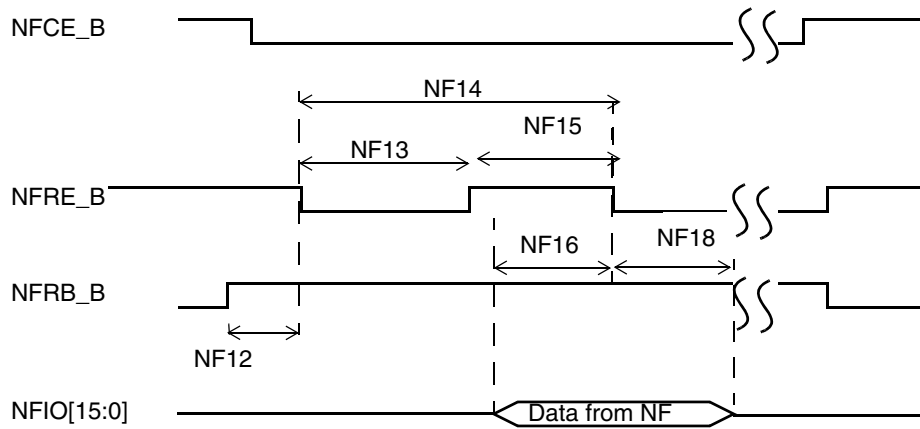 NFCE_B
NF14
NF15
NF13
NFRE_B
NF16
NF18
NFRB_B
NF12
NFIO[15:0]
Data from NF